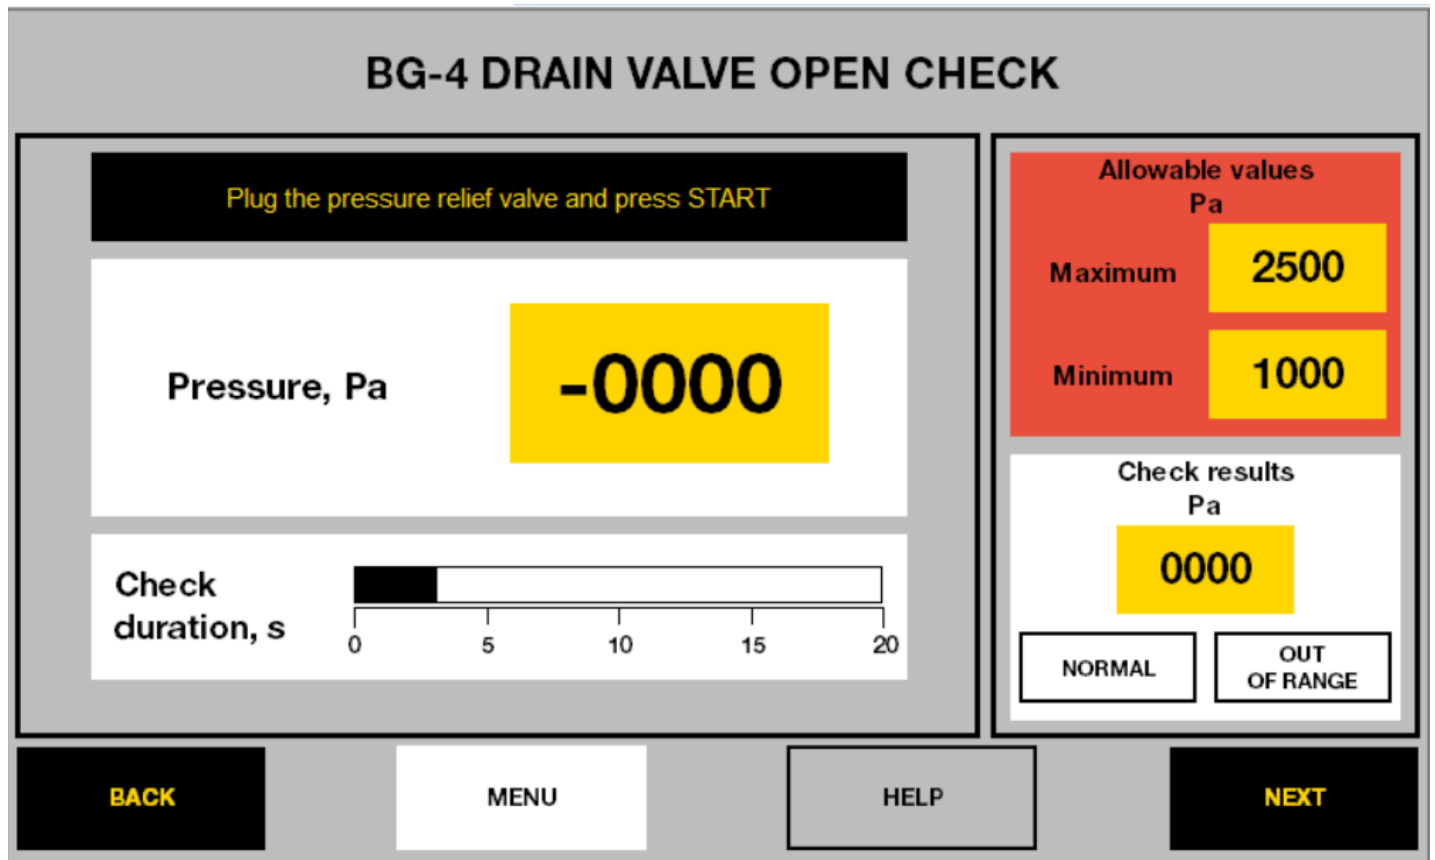 BG-4 DRAIN VALVE OPEN CHECK
Plug the pressure relief valve and press START
Pressure, Pa
-0000
Check
duration, s
0 5 10 15 20
Allowable values
Pa
Maximum 2500
Minimum 1000
Check results
Pa
0000
NORMAL
OUT
OF RANGE
BACK
MENU
HELP
NEXT